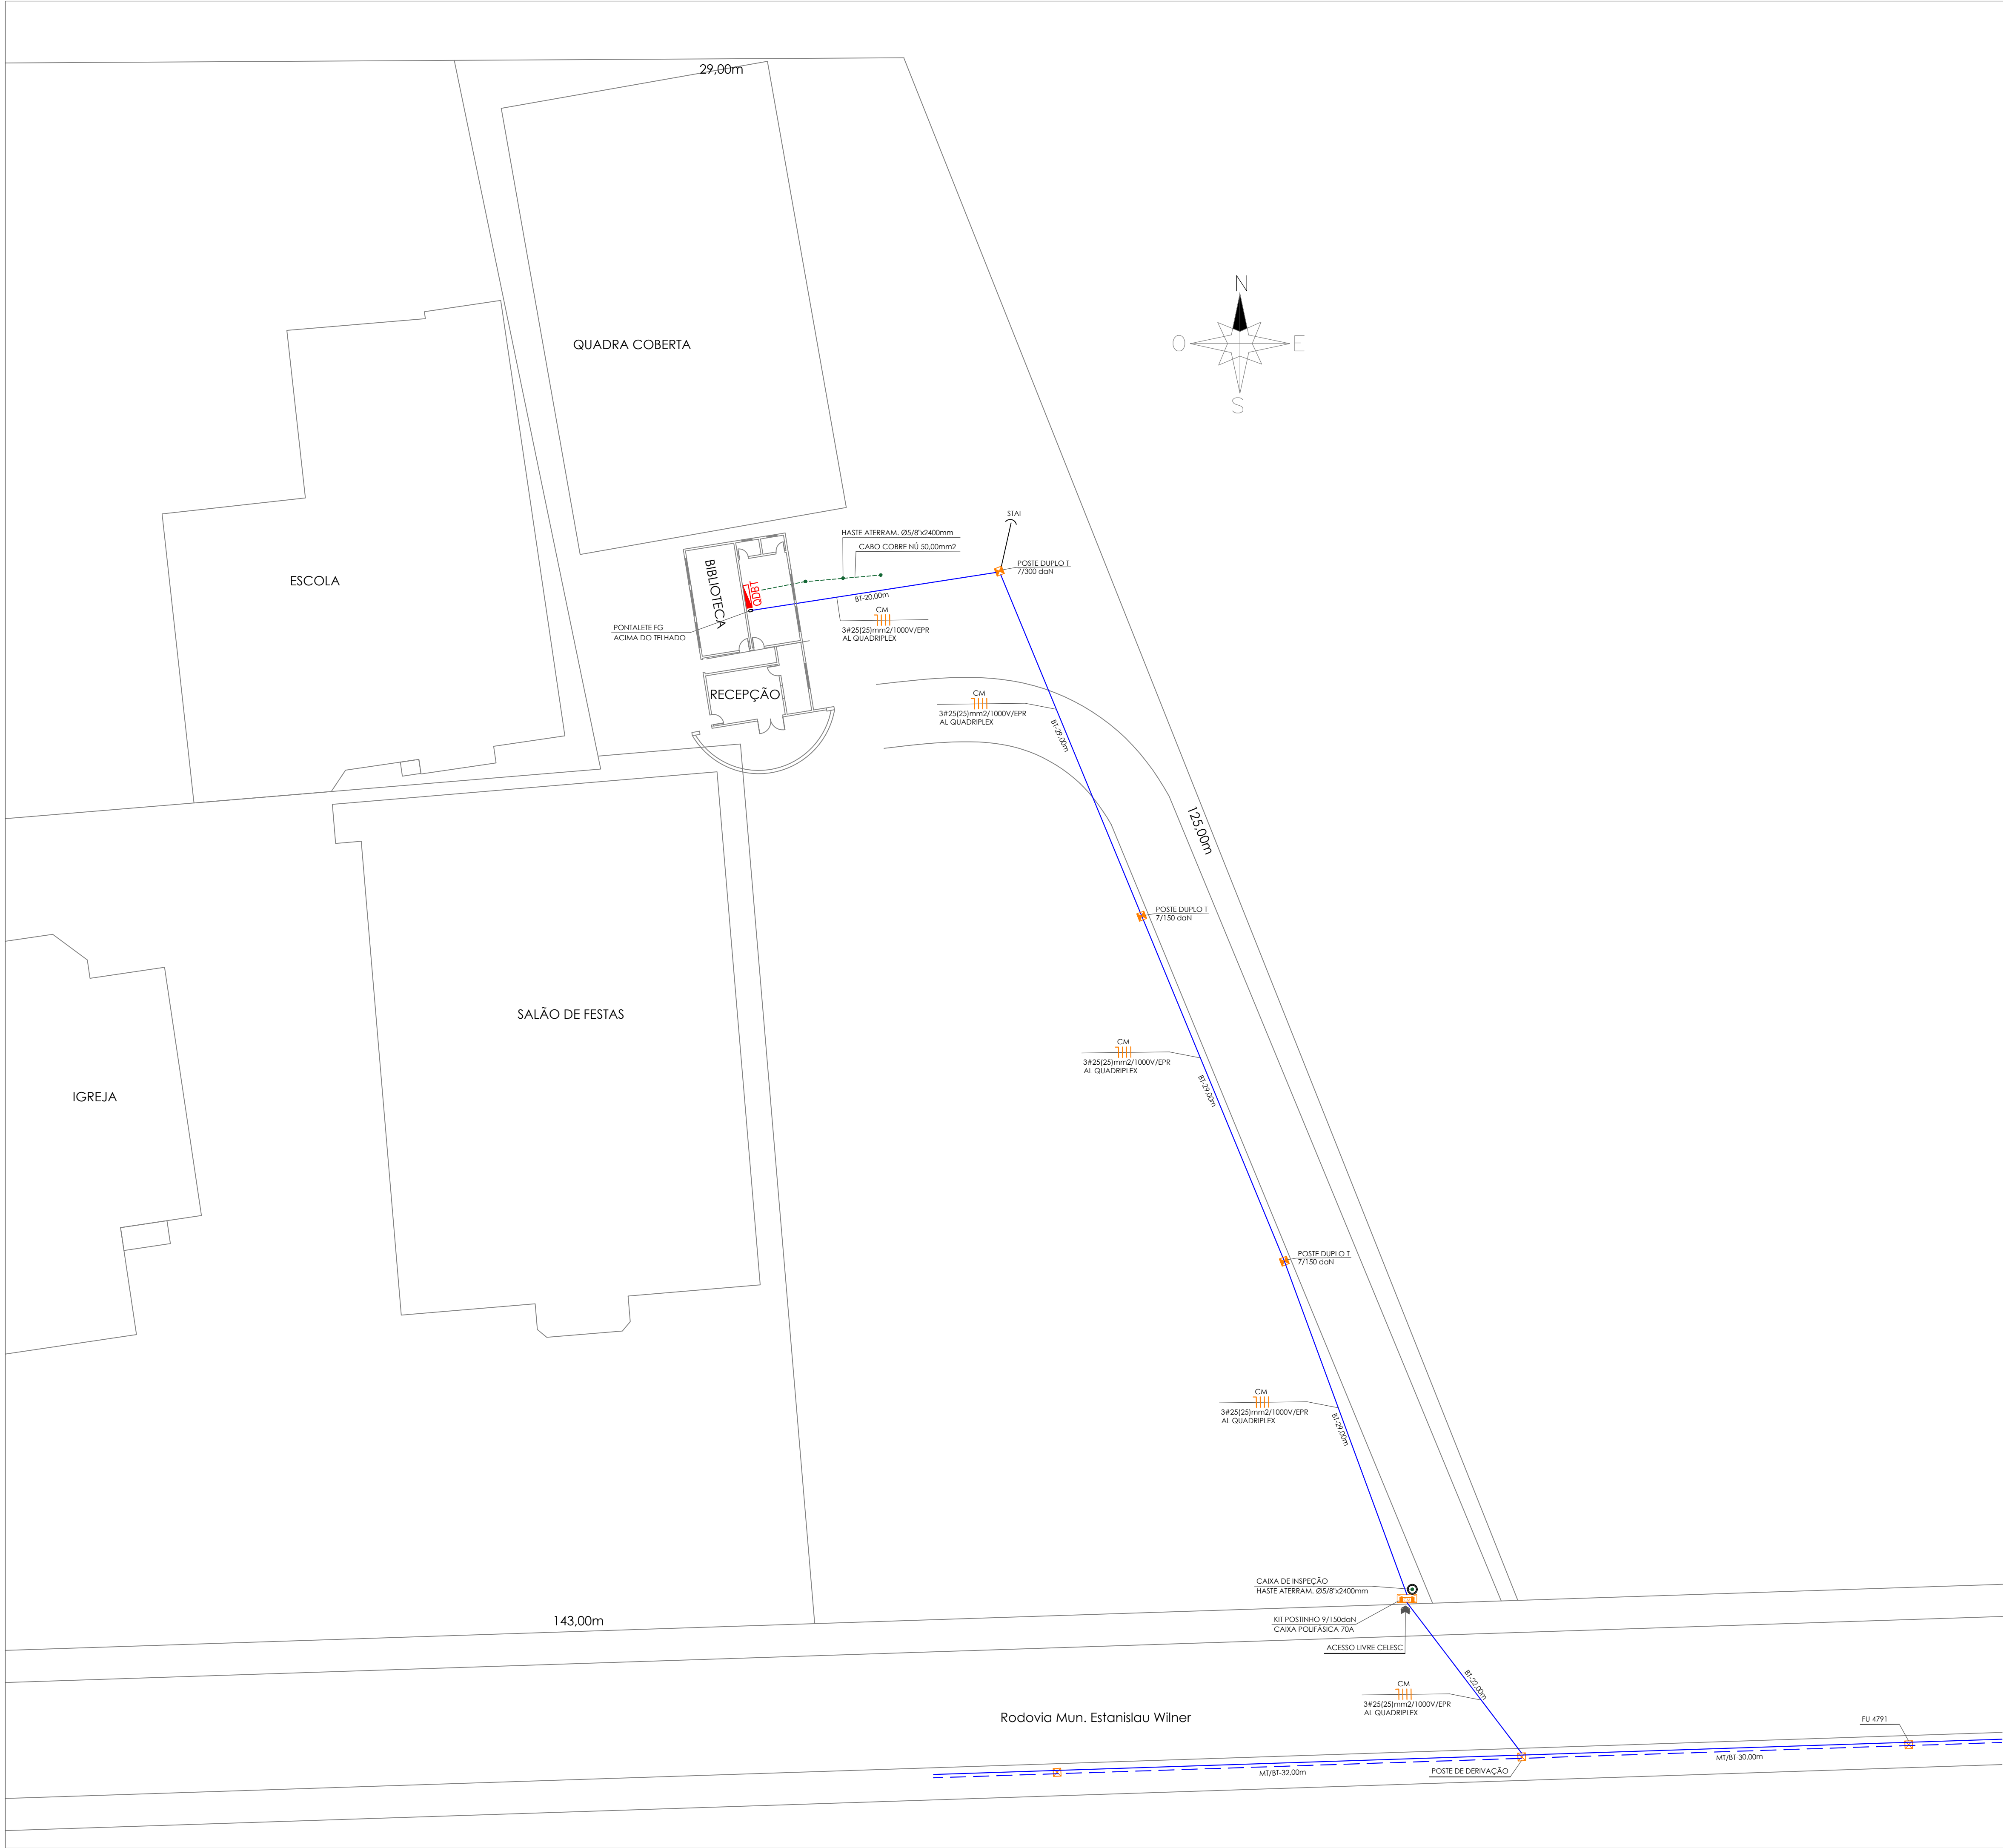 29,00m
N
O
E
S
QUADRA COBERTA
STAI
HASTE ATERRAM. Ø5/8"x2400mm
CABO COBRE NÚ 50,00mm2
POSTE DUPLO T
7/300 daN
ESCOLA
BIBLIOTECA
QDBT
BT-20,00m
CM
3#25(25)mm2/1000V/EPR
AL QUADRIPLEX
PONTALETE FG
ACIMA DO TELHADO
RECEPÇÃO
CM
3#25(25)mm2/1000V/EPR
AL QUADRIPLEX
BT-29,00m
125,00m
POSTE DUPLO T
7/150 daN
SALÃO DE FESTAS
CM
3#25(25)mm2/1000V/EPR
AL QUADRIPLEX
BT-29,00m
IGREJA
POSTE DUPLO T
7/150 daN
CM
3#25(25)mm2/1000V/EPR
AL QUADRIPLEX
BT-29,00m
CAIXA DE INSPEÇÃO
HASTE ATERRAM. Ø5/8"x2400mm
143,00m
KIT POSTINHO 9/150daN
CAIXA POLIFÁSICA 70A
ACESSO LIVRE CELESC
BT-22,00m
CM
3#25(25)mm2/1000V/EPR
AL QUADRIPLEX
Rodovia Mun. Estanislau Wilner
FU 4791
MT/BT-30,00m
MT/BT-32,00m
POSTE DE DERIVAÇÃO